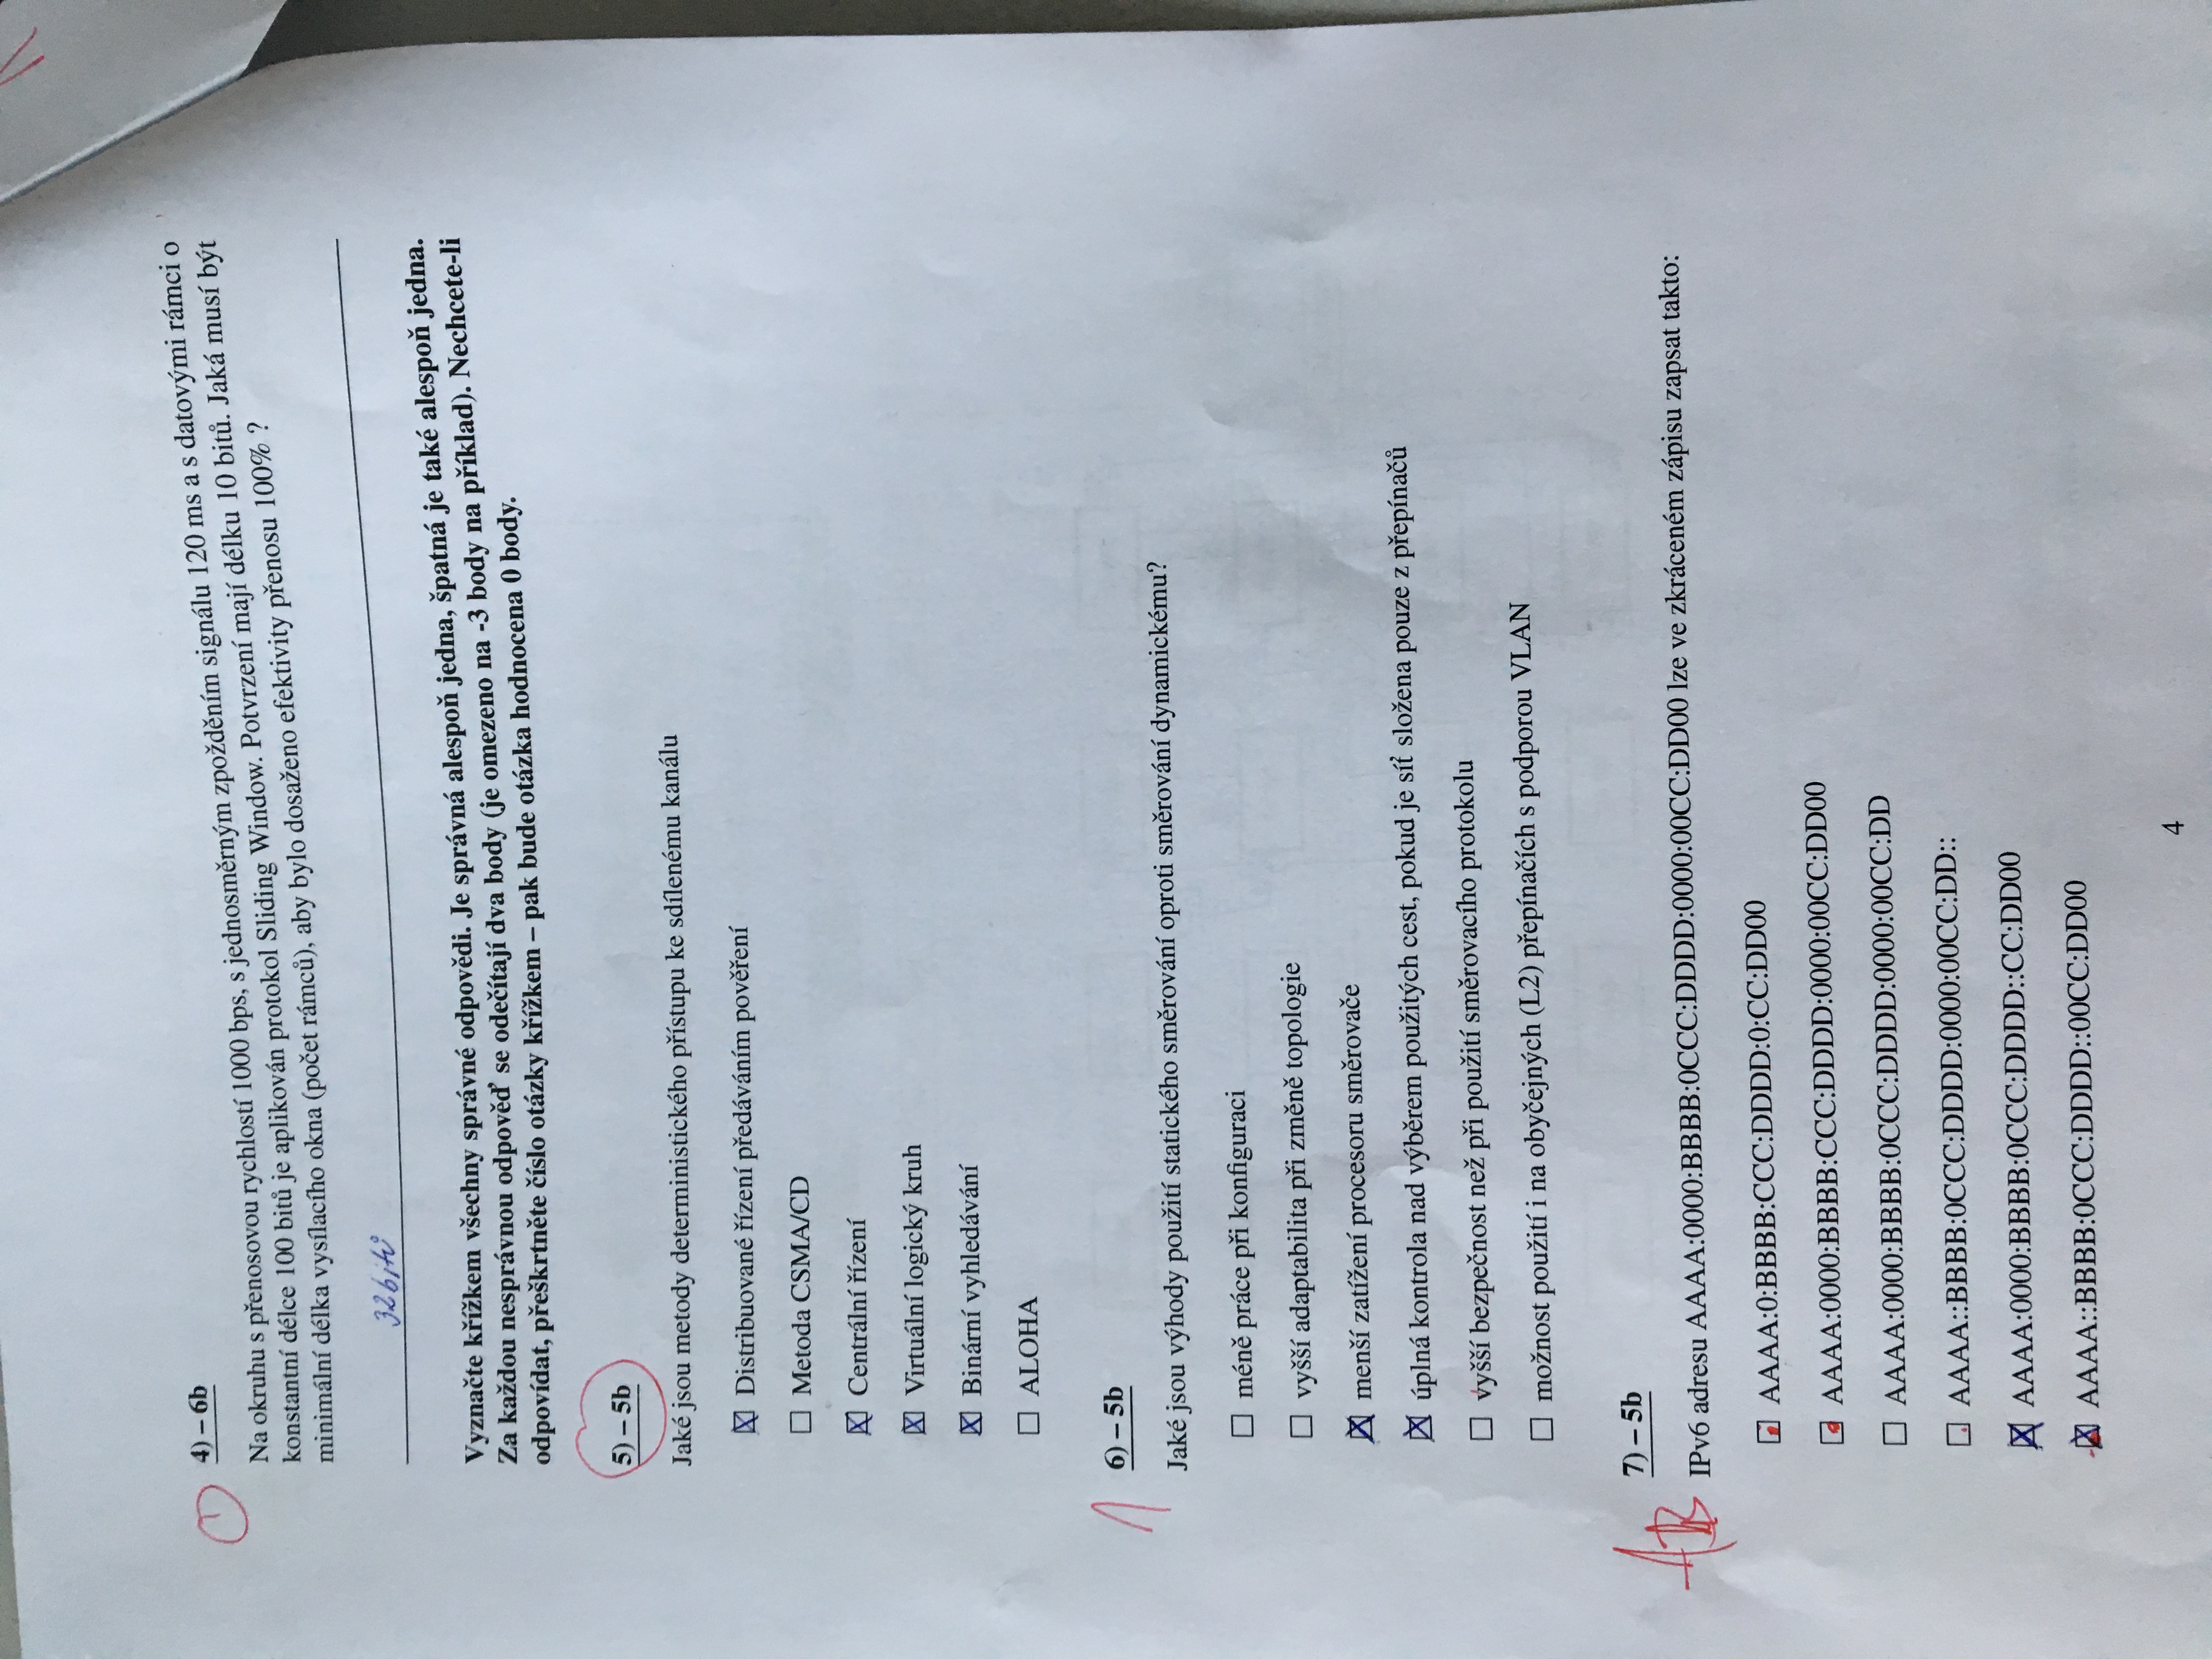 4) – 6b
Na okruhu s přenosovou rychlostí 1000 bps, s jednosměrným zpožděním signálu 120 ms a s datovými rámci o
konstantní délce 100 bitů je aplikován protokol Sliding Window. Potvrzení mají délku 10 bitů. Jaká musí být
minimální délka vysílacího okna (počet rámců), aby bylo dosaženo efektivity přenosu 100% ?
32 bitů
Vyznačte křížkem všechny správné odpovědi. Je správná alespoň jedna, špatná je také alespoň jedna.
Za každou nesprávnou odpověď se odečítají dva body (je omezeno na -3 body na příklad). Nechcete-li
odpovídat, přeškrtněte číslo otázky křížkem – pak bude otázka hodnocena 0 body.
5) – 5b
Jaké jsou metody deterministického přístupu ke sdílenému kanálu
Distribuované řízení předáváním pověření
Metoda CSMA/CD
Centrální řízení
Virtuální logický kruh
Binární vyhledávání
ALOHA
6) – 5b
Jaké jsou výhody použití statického směrování oproti směrování dynamickému?
méně práce při konfiguraci
vyšší adaptabilita při změně topologie
menší zatížení procesoru směrovače
úplná kontrola nad výběrem použitých cest, pokud je síť složena pouze z přepínačů
vyšší bezpečnost než při použití směrovacího protokolu
možnost použití i na obyčejných (L2) přepínačích s podporou VLAN
7) – 5b
IPv6 adresu AAAA:0000:BBBB:0CCC:DDDD:0000:00CC:DD00 lze ve zkráceném zápisu zapsat takto:
AAAA:0:BBBB:CCC:DDDD:0:CC:DD00
AAAA:0000:BBBB:CCC:DDDD:0000:00CC:DD00
AAAA:0000:BBBB:0CCC:DDDD:0000:00CC:DD
AAAA::BBBB:0CCC:DDDD:0000:00CC:DD::
AAAA:0000:BBBB:0CCC:DDDD::CC:DD00
AAAA::BBBB:0CCC:DDDD::00CC:DD00
4